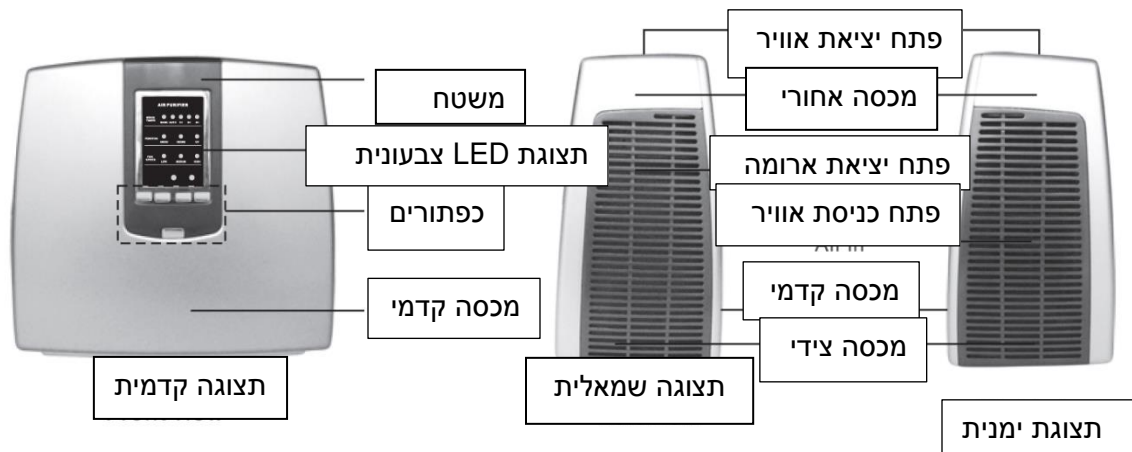 פתח יציאת אוויר
משטח
מכסה אחורי
AIR PURIFIER
תצוגת LED צבעונית
פתח יציאת ארומה
כפתורים
פתח כניסת אוויר
מכסה קדמי
מכסה קדמי
מכסה צידי
תצוגה קדמית
תצוגה שמאלית
תצוגת ימנית